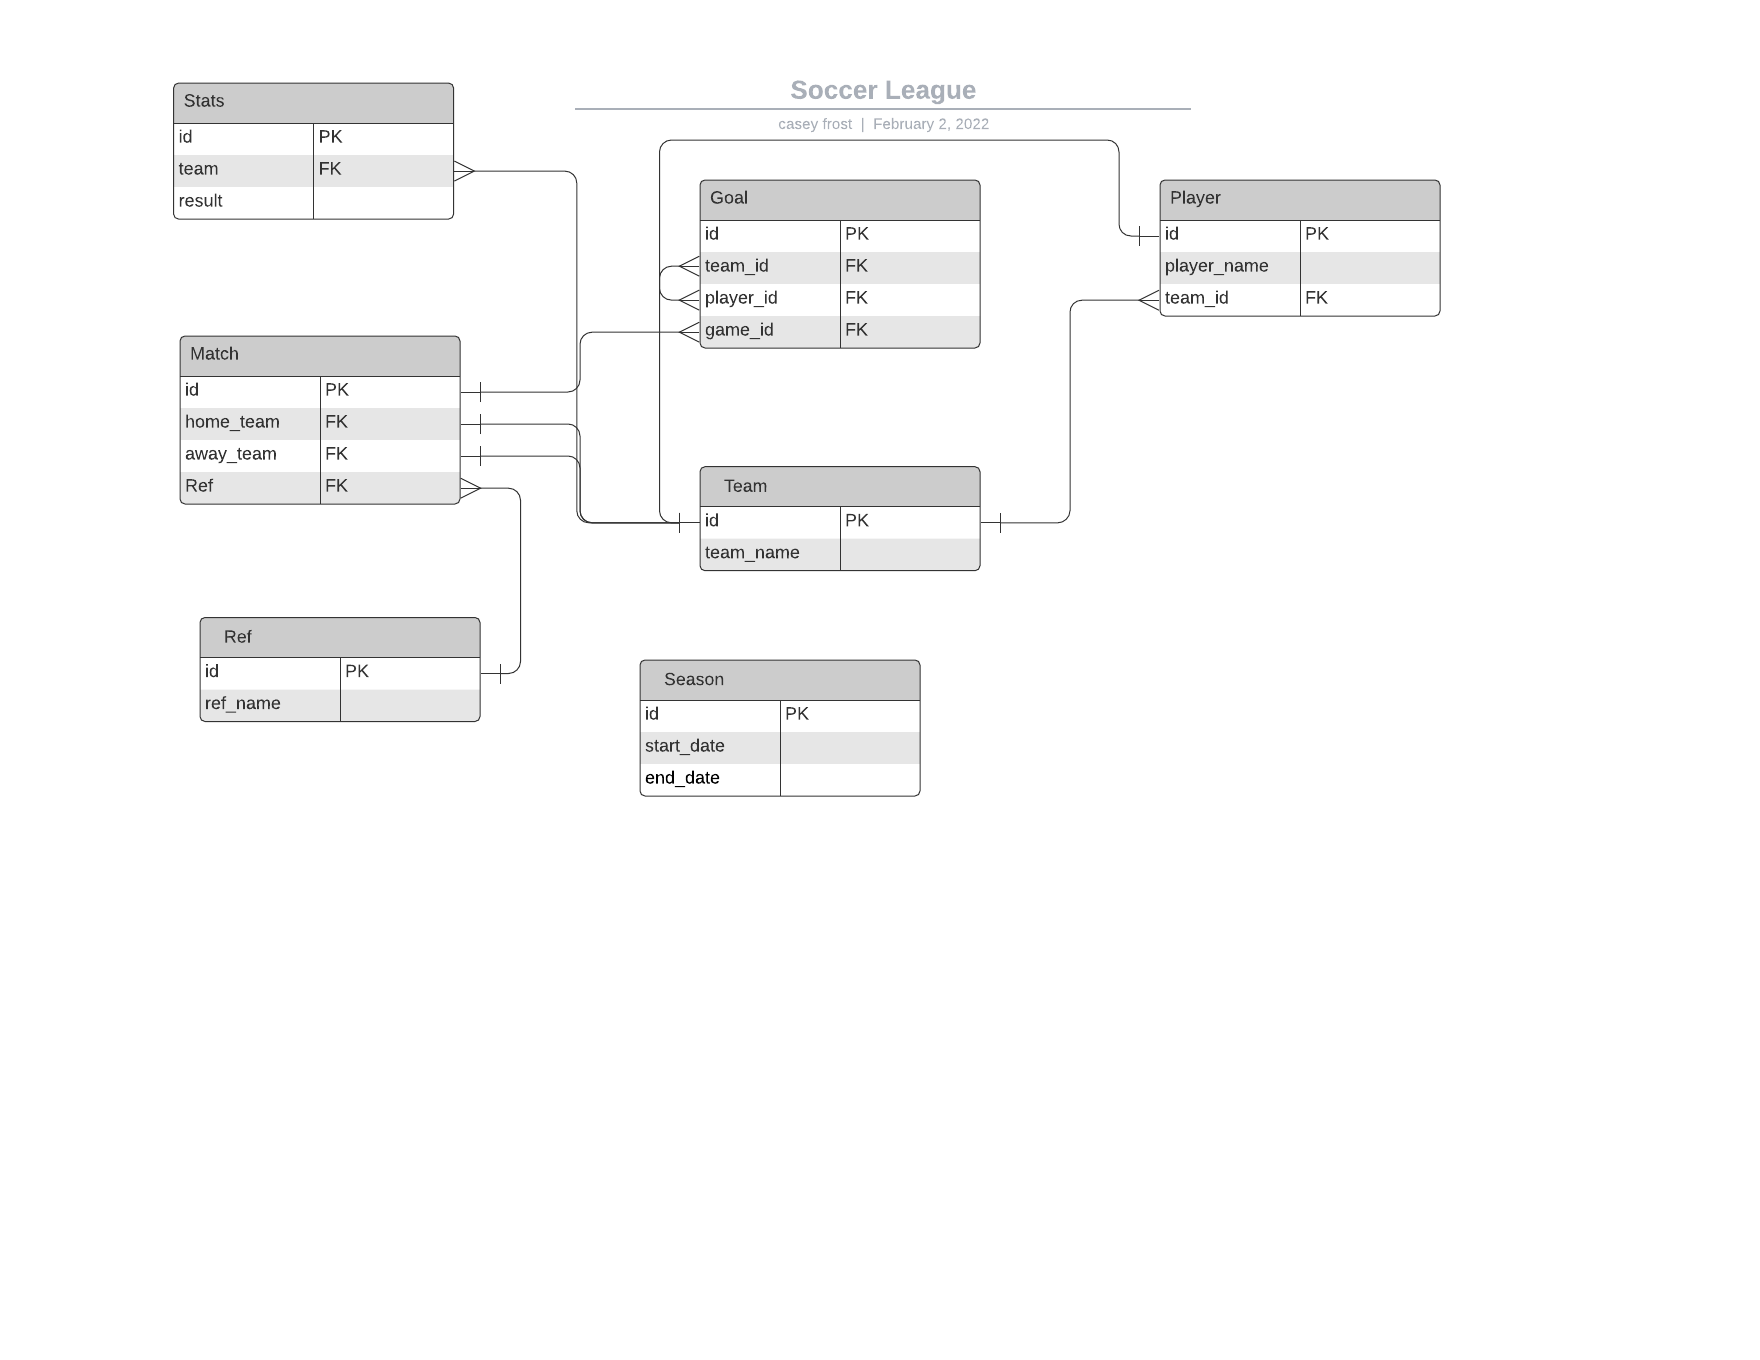 Soccer League
casey frost | February 2, 2022
Stats
id PK
team FK
result
Goal
id PK
team_id FK
player_id FK
game_id FK
Player
id PK
player_name
team_id FK
Match
id PK
home_team FK
away_team FK
Ref FK
Team
id PK
team_name
Ref
id PK
ref_name
Season
id PK
start_date
end_date